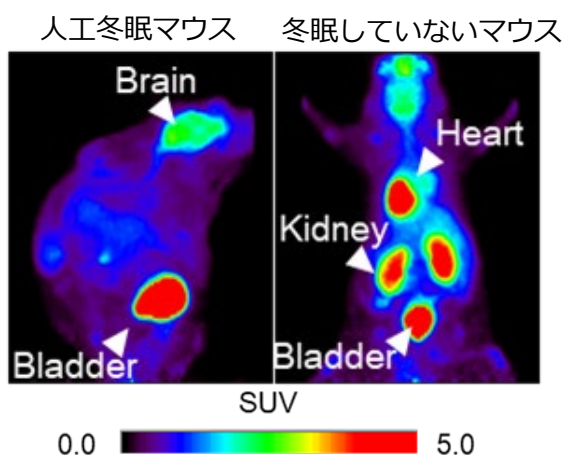 人工冬眠マウス
冬眠していないマウス
Brain
Bladder
Heart
Kidney
Bladder
SUV
0.0
5.0